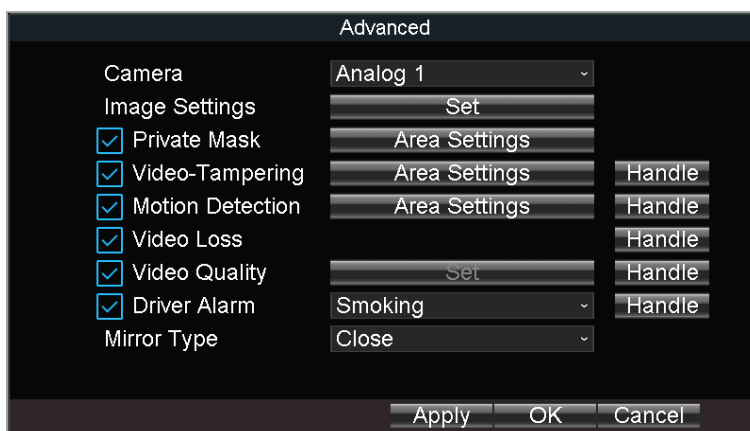 Advanced
Camera Analog 1
Image Settings Set
Private Mask Area Settings
Video-Tampering Area Settings Handle
Motion Detection Area Settings Handle
Video Loss Handle
Video Quality Set Handle
Driver Alarm Smoking Handle
Mirror Type Close
Apply OK Cancel